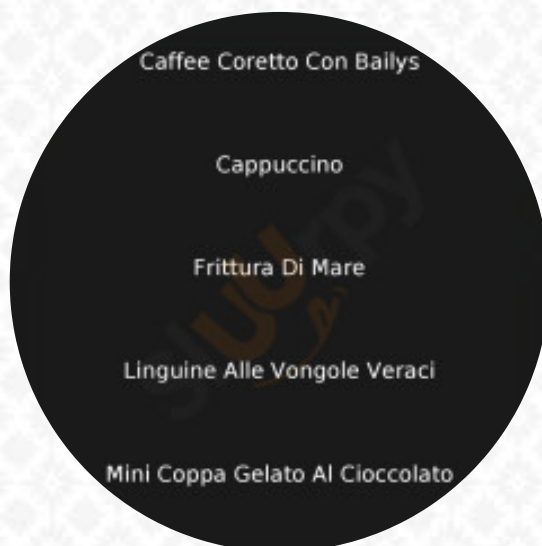 Caffee Coretto Con Bailys
Cappuccino
Frittura Di Mare
Linguine Alle Vongole Veraci
Mini Coppa Gelato Al Cioccolato